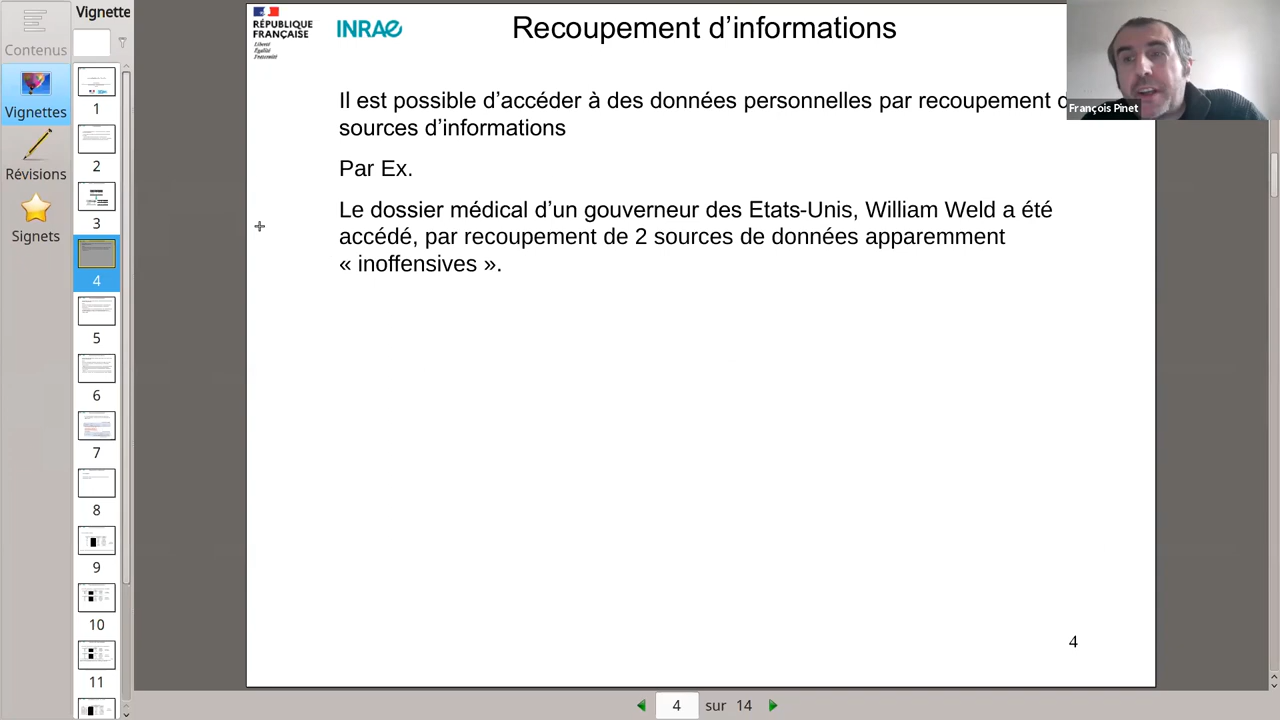 Vignette
Contenus
Vignettes
Révisions
Signets
1
2
3
4
5
6
7
8
9
10
11
RÉPUBLIQUE
FRANÇAISE
Liberté
Égalité
Fraternité
INRAE
Recoupement d’informations
Il est possible d’accéder à des données personnelles par recoupement
sources d’informations
Par Ex.
Le dossier médical d’un gouverneur des Etats-Unis, William Weld a été
accédé, par recoupement de 2 sources de données apparemment
« inoffensives ».
4
François Pinet
4 sur 14